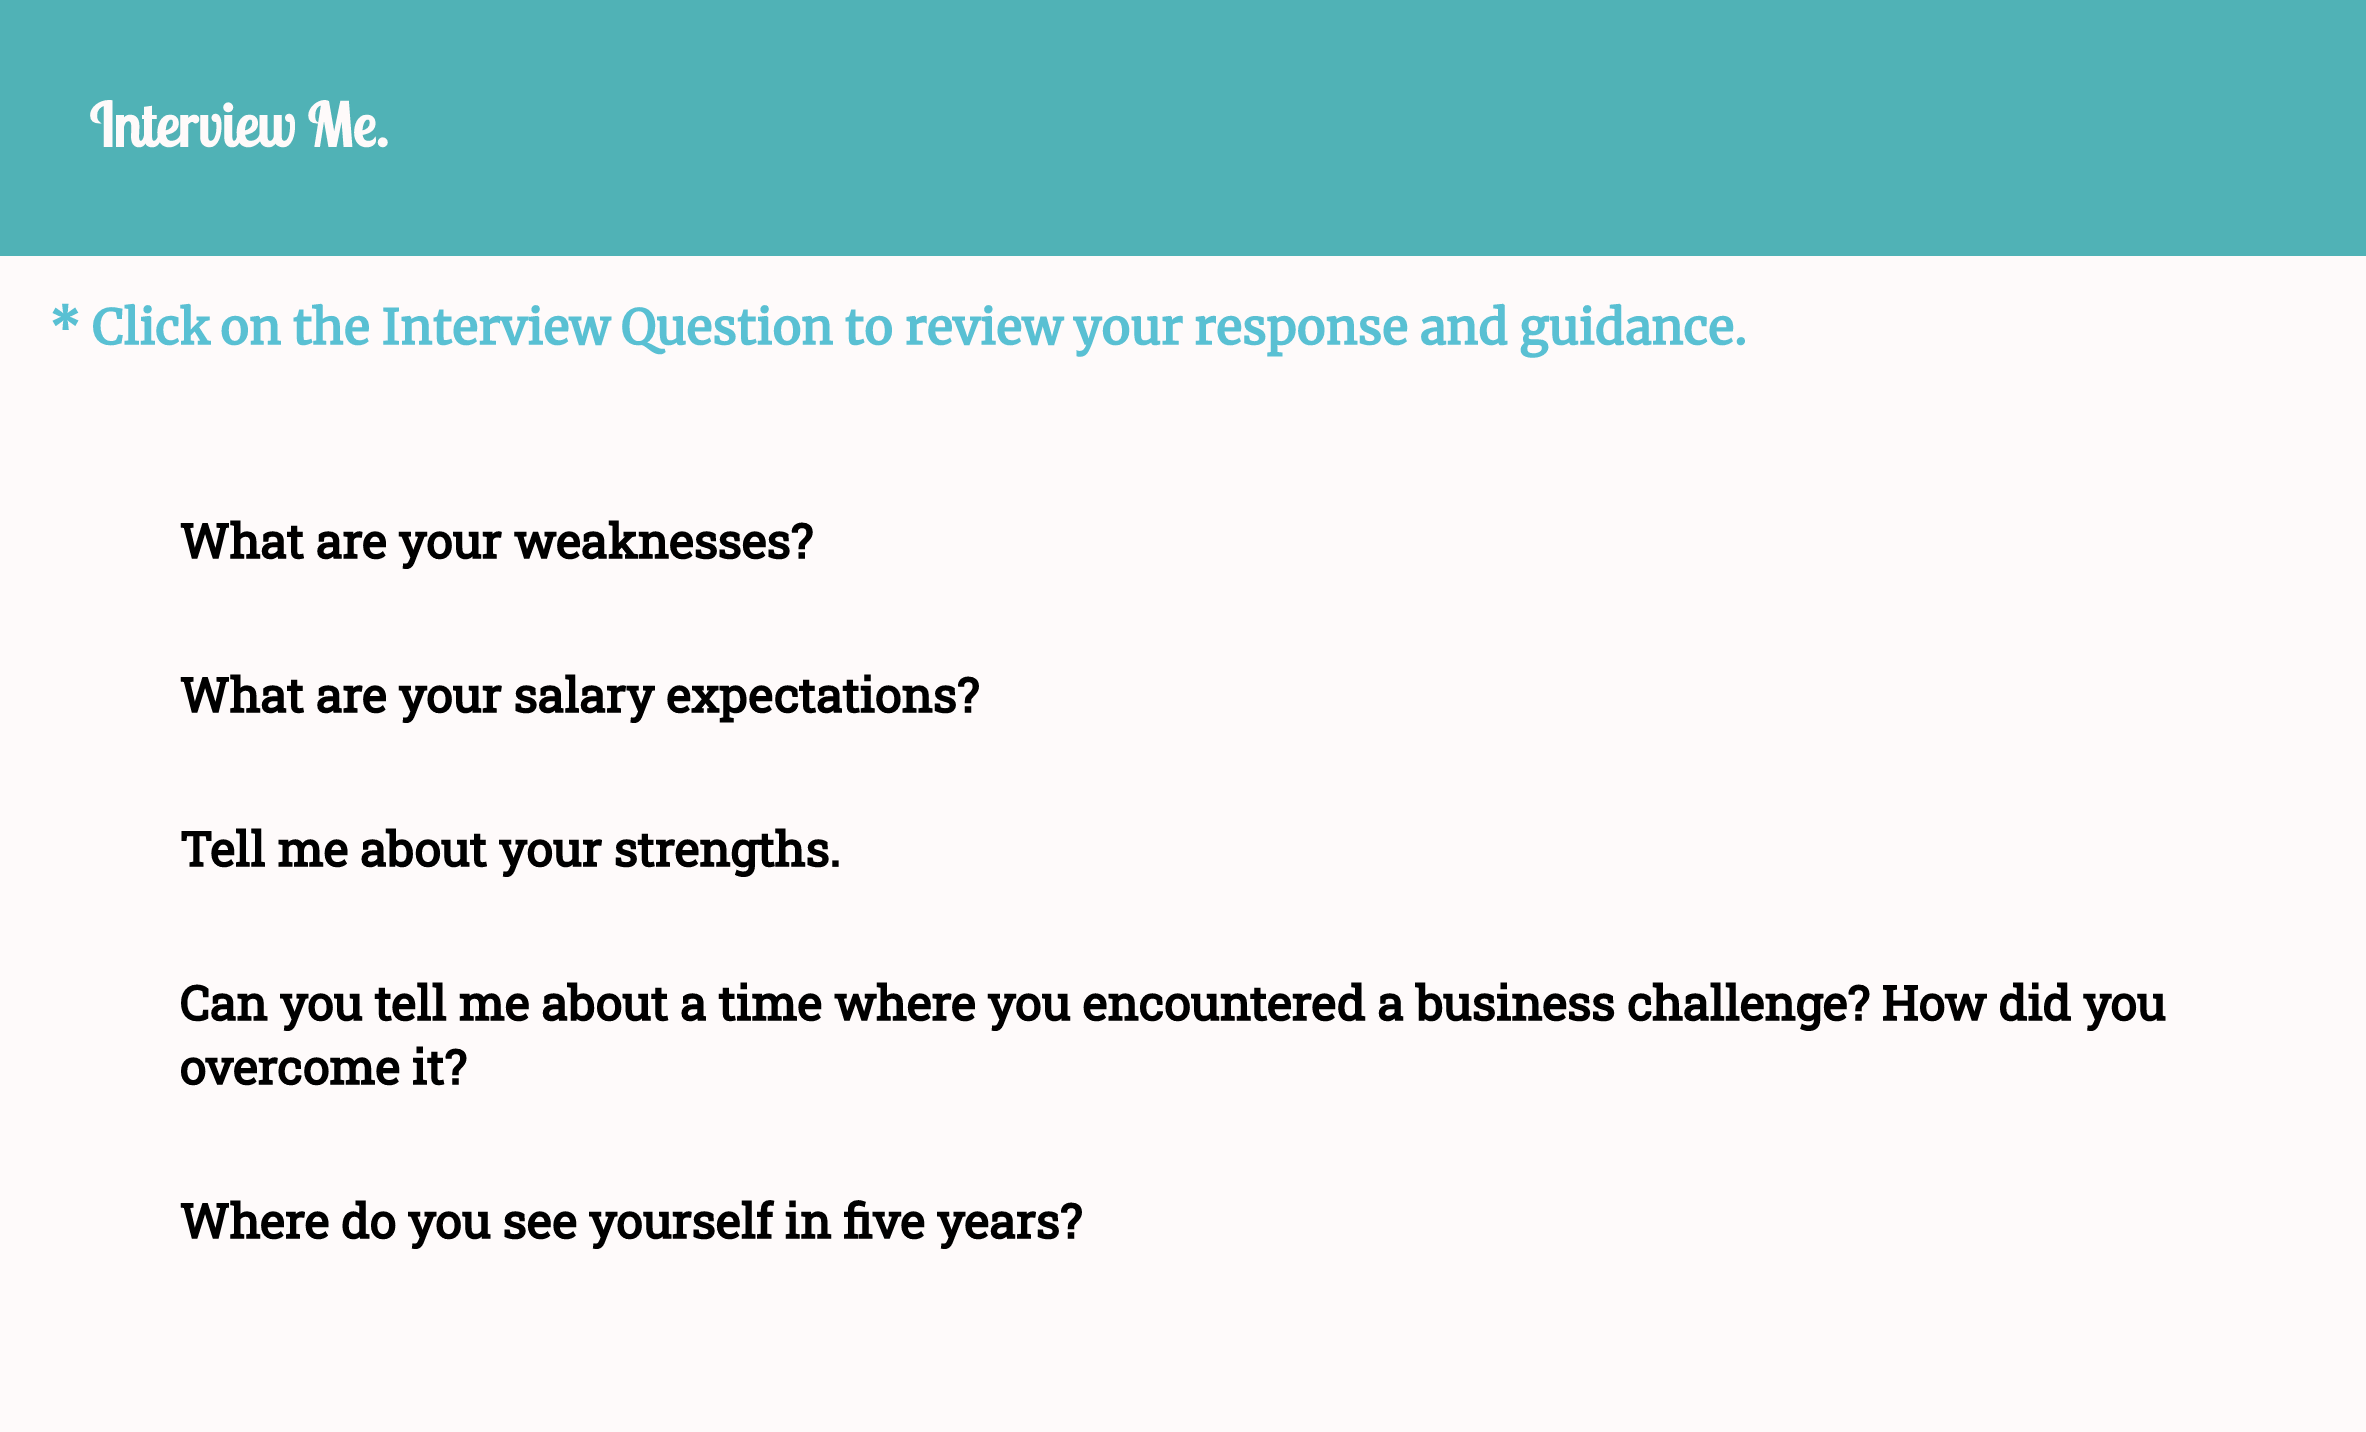 Interview Me.
* Click on the Interview Question to review your response and guidance.
What are your weaknesses?
What are your salary expectations?
Tell me about your strengths.
Can you tell me about a time where you encountered a business challenge? How did you
overcome it?
Where do you see yourself in five years?